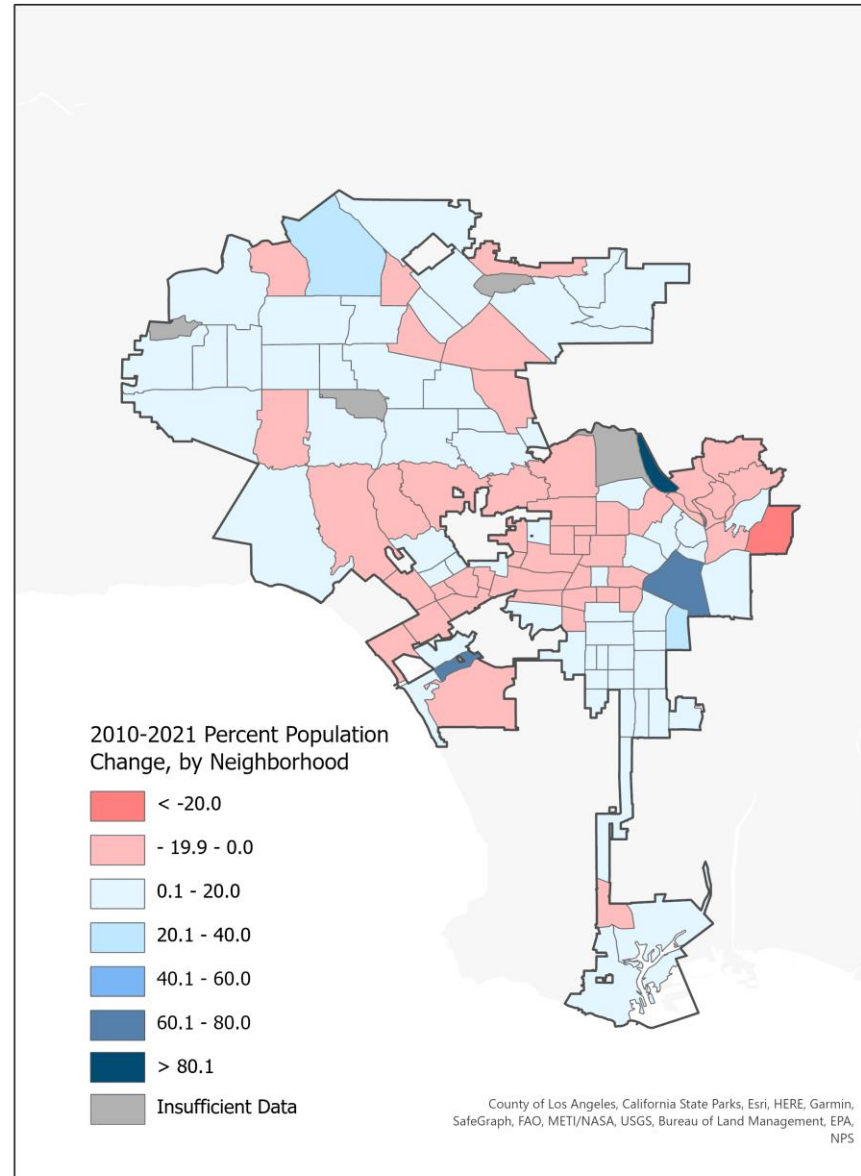 2010-2021 Percent Population
Change, by Neighborhood
< -20.0
- 19.9 - 0.0
0.1 - 20.0
20.1 - 40.0
40.1 - 60.0
60.1 - 80.0
> 80.1
Insufficient Data
County of Los Angeles, California State Parks, Esri, HERE, Garmin,
SafeGraph, FAO, METI/NASA, USGS, Bureau of Land Management, EPA,
NPS